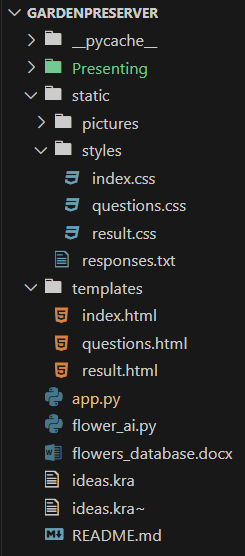 GARDENPRESERVER
__pycache__
Presenting
static
pictures
styles
index.css
questions.css
result.css
responses.txt
templates
index.html
questions.html
result.html
app.py
flower_ai.py
flowers_database.docx
ideas.kra
ideas.kra~
README.md